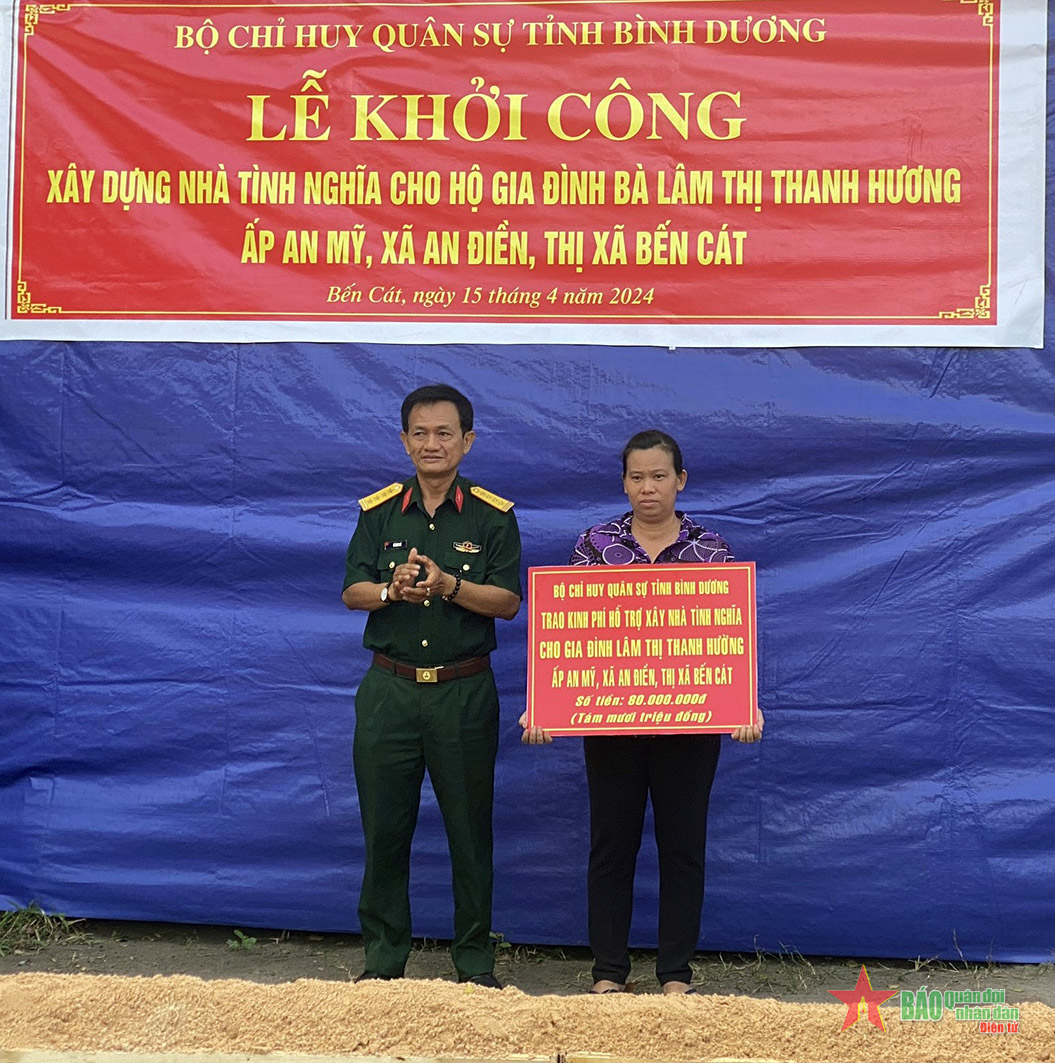 BỘ CHỈ HUY QUÂN SỰ TỈNH BÌNH DƯƠNG
LỄ KHỞI CÔNG
XÂY DỰNG NHÀ TÌNH NGHĨA CHO HỘ GIA ĐÌNH BÀ LÂM THỊ THANH HƯƠNG
ẤP AN MỸ, XÃ AN ĐIỀN, THỊ XÃ BẾN CÁT
Bến Cát, ngày 15 tháng 4 năm 2024
BỘ CHỈ HUY QUÂN SỰ TỈNH BÌNH DƯƠNG
TRAO KINH PHÍ HỖ TRỢ XÂY NHÀ TÌNH NGHĨA
CHO GIA ĐÌNH LÂM THỊ THANH HƯỜNG
ẤP AN MỸ, XÃ AN ĐIỀN, THỊ XÃ BẾN CÁT
Số tiền: 80.000.000đ
(Tám mươi triệu đồng)
BÁO quân đội
nhân dân
Điện tử